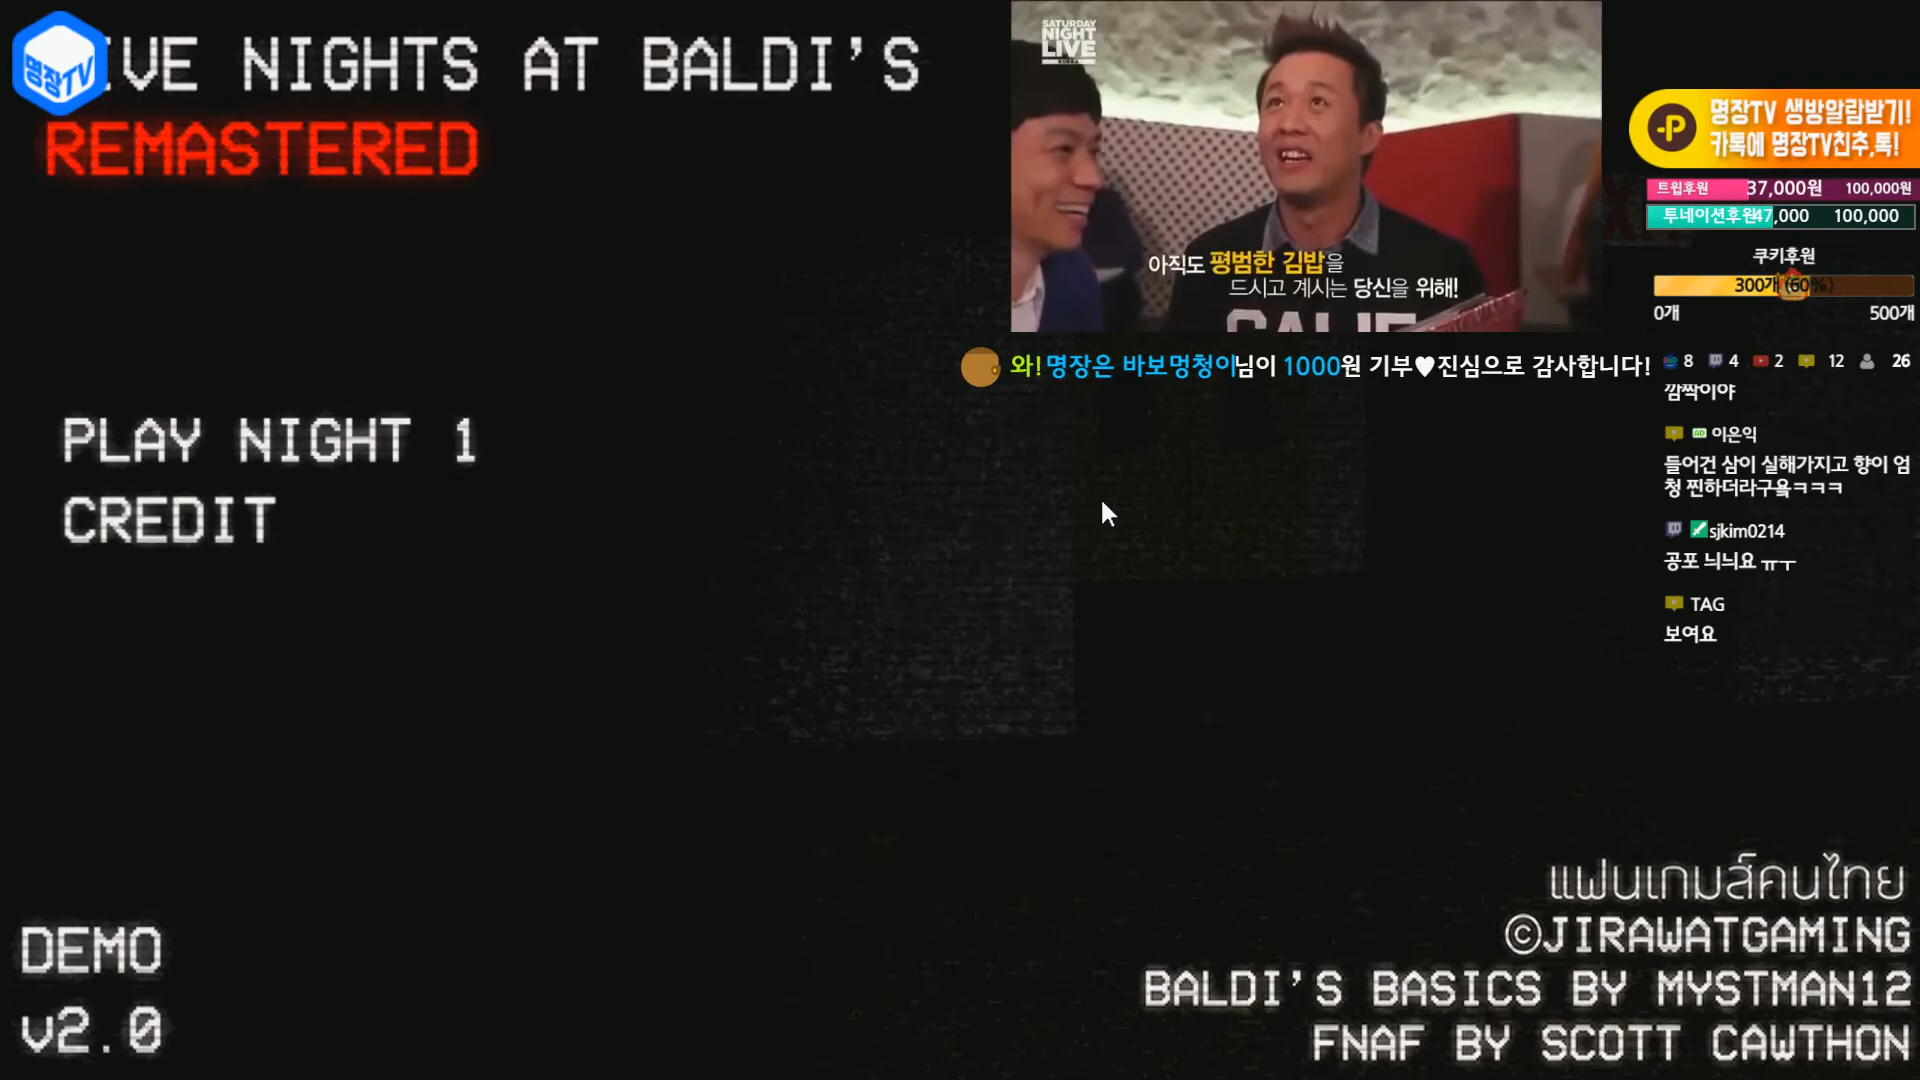 명장TV
IVE NIGHTS AT BALDI'S
REMASTERED
PLAY NIGHT 1
CREDIT
DEMO
v2.0
SATURDAY
NIGHT
LIVE
KOREA
아직도 평범한 김밥을
드시고 계시는 당신을 위해!
CALIF
와! 명장은 바보멍청이님이 1000원 기부♥진심으로 감사합니다!
명장TV 생방알람받기!
카톡에 명장TV친추,톡!
트윕후원 37,000원 100,000원
투네이션후원 47,000 100,000
쿠키후원
300개 (60%)
0개 500개
8 4 2 12 26
깜짝이야
AD 이은익
들어건 삼이 실해가지고 향이 엄
청 찐하더라구욬ㅋㅋㅋ
sjkim0214
공포 늬늬요 ㅠㅜ
TAG
보여요
แฟนเกมส์คนไทย
©JIRAWATGAMING
BALDI'S BASICS BY MYSTMAN12
FNAF BY SCOTT CAWTHON